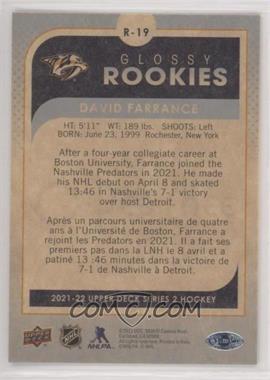 R-19
GLOSSY
ROOKIES
DAVID FARRANCE
HT: 5'11" WT: 189 lbs. SHOOTS: Left
BORN: June 23, 1999 Rochester, New York
After a four-year collegiate career at
Boston University, Farrance joined the
Nashville Predators in 2021. He made
his NHL debut on April 8 and skated
13:46 in Nashville's 7-1 victory
over host Detroit.
Après un parcours universitaire de quatre
ans à l'Université de Boston, Farrance a
rejoint les Predators en 2021. Il a fait ses
premiers pas dans la LNH le 8 avril et a
patiné 13 :46 minutes dans la victoire de
7-1 de Nashville à Detroit.
2021-22 UPPER DECK SERIES 2 HOCKEY
UPPER DECK
NHL
NHLPA